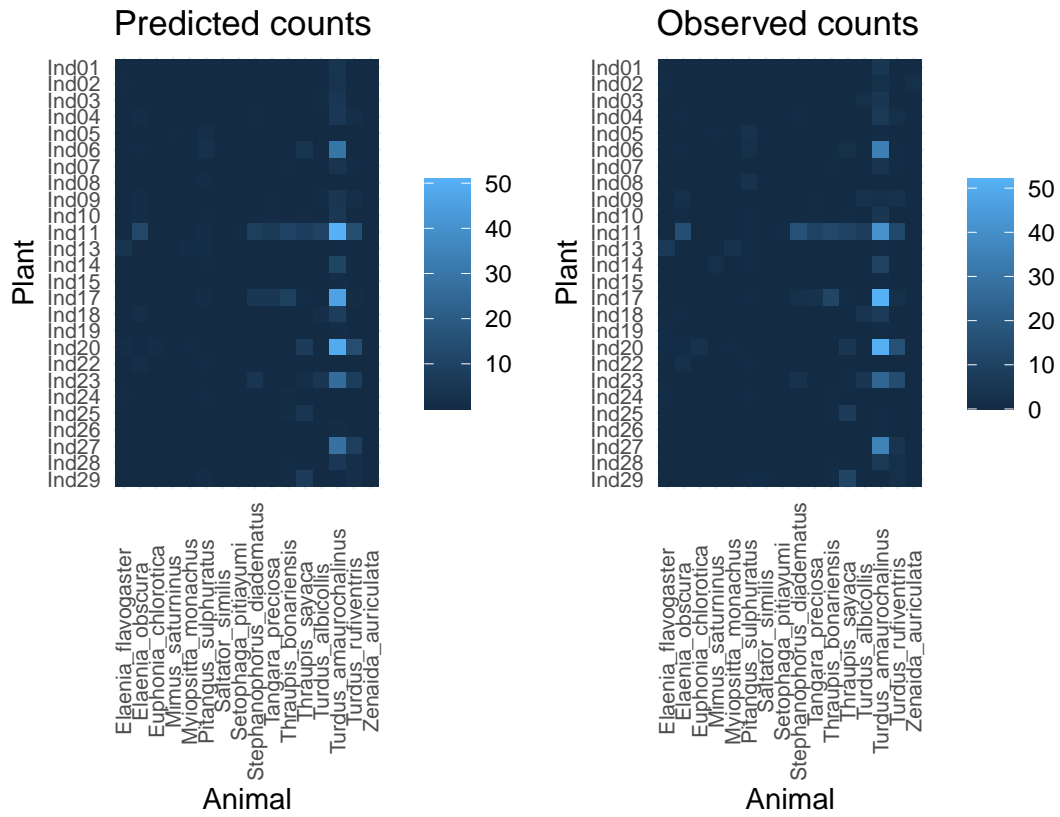 Predicted counts
Plant
Ind01
Ind02
Ind03
Ind04
Ind05
Ind06
Ind07
Ind08
Ind09
Ind10
Ind11
Ind13
Ind14
Ind15
Ind17
Ind18
Ind19
Ind20
Ind22
Ind23
Ind24
Ind25
Ind26
Ind27
Ind28
Ind29
Elaenia_flavogaster
Elaenia_obscura
Euphonia_chlorotica
Mimus_saturninus
Myiopsitta_monachus
Pitangus_sulphuratus
Saltator_similis
Setophaga_pitiayumi
Stephanophorus_diadematus
Tangara_preciosa
Thraupis_bonariensis
Thraupis_sayaca
Turdus_albicollis
Turdus_amaurochalinus
Turdus_rufiventris
Zenaida_auriculata
Animal
50
40
30
20
10
Observed counts
Plant
Ind01
Ind02
Ind03
Ind04
Ind05
Ind06
Ind07
Ind08
Ind09
Ind10
Ind11
Ind13
Ind14
Ind15
Ind17
Ind18
Ind19
Ind20
Ind22
Ind23
Ind24
Ind25
Ind26
Ind27
Ind28
Ind29
Elaenia_flavogaster
Elaenia_obscura
Euphonia_chlorotica
Mimus_saturninus
Myiopsitta_monachus
Pitangus_sulphuratus
Saltator_similis
Setophaga_pitiayumi
Stephanophorus_diadematus
Tangara_preciosa
Thraupis_bonariensis
Thraupis_sayaca
Turdus_albicollis
Turdus_amaurochalinus
Turdus_rufiventris
Zenaida_auriculata
Animal
50
40
30
20
10
0